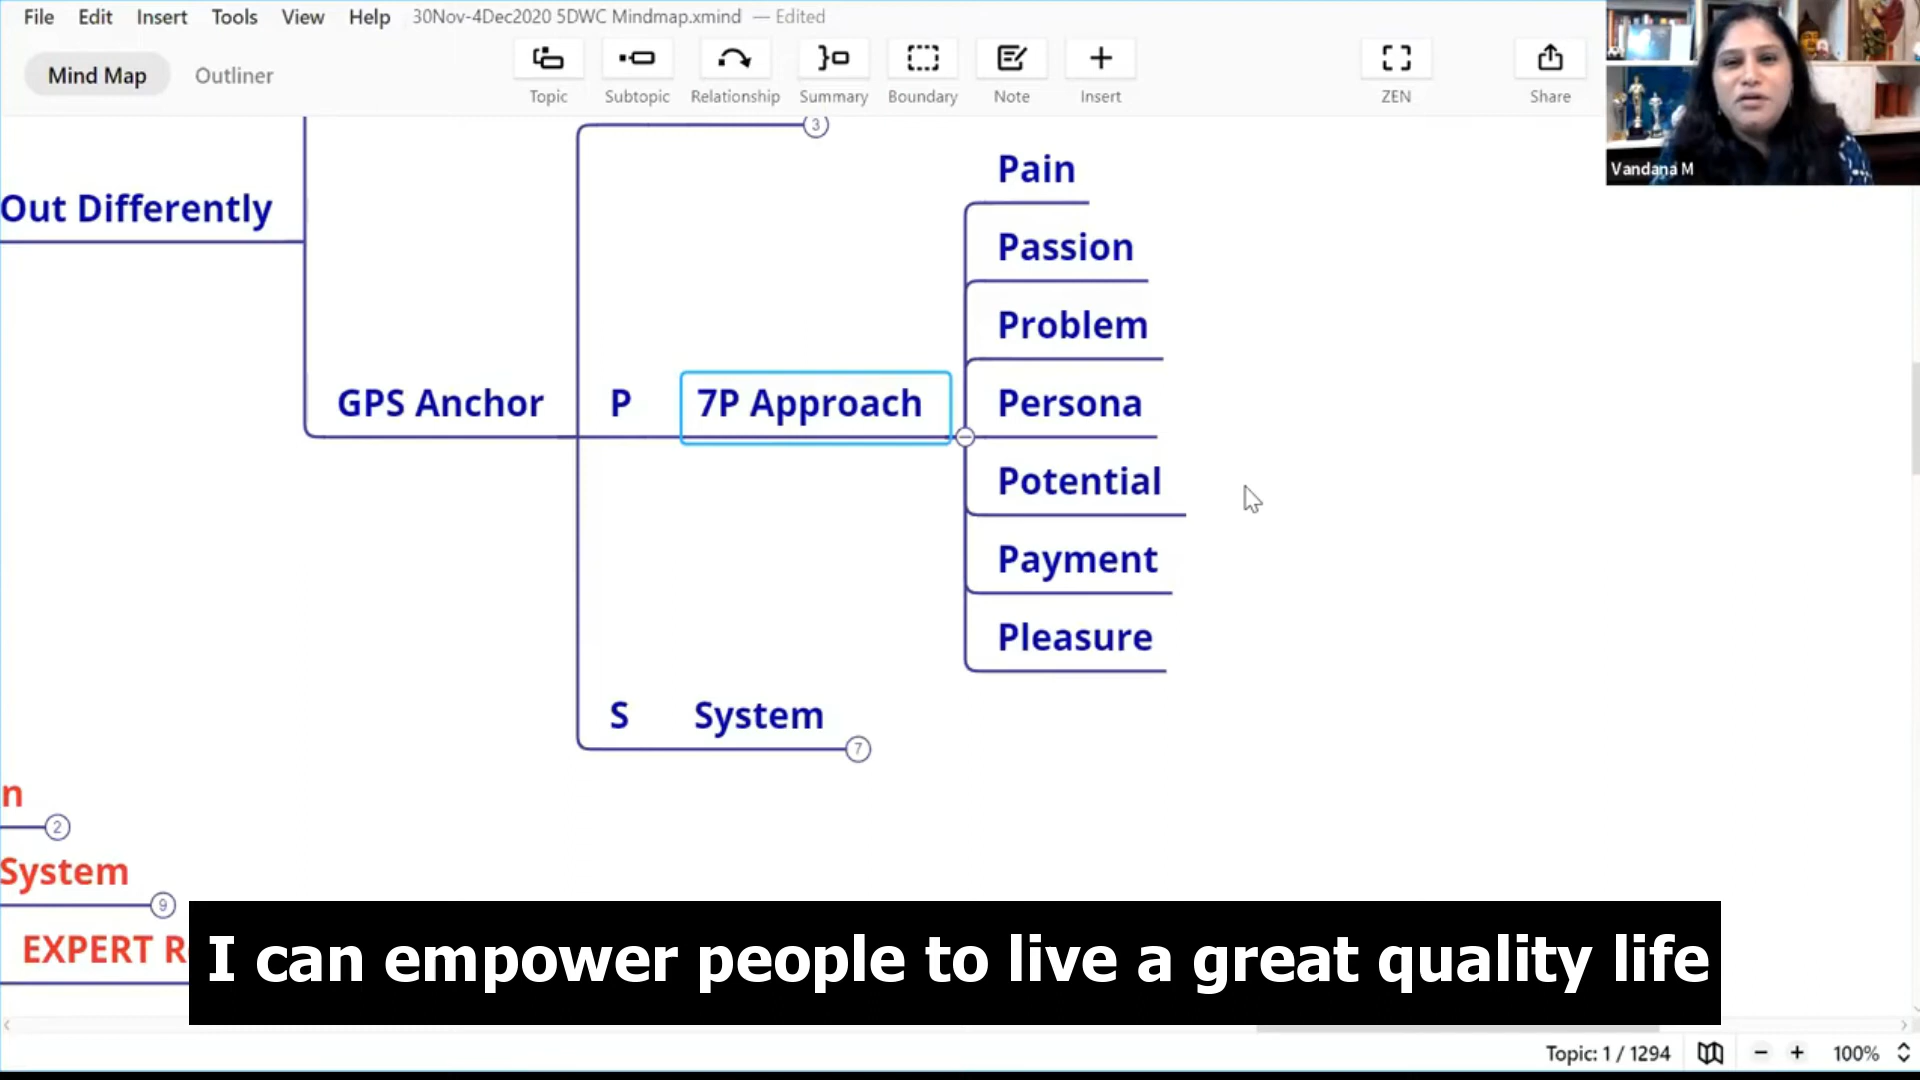 File Edit Insert Tools View Help 30Nov-4Dec2020 5DWC Mindmap.xmind — Edited
Mind Map Outliner
Topic Subtopic Relationship Summary Boundary Note Insert ZEN Share
Vandana M
3
Pain
Out Differently
Passion
Problem
GPS Anchor P 7P Approach Persona
Potential
Payment
Pleasure
S System
7
n
2
System
9
EXPERT R
I can empower people to live a great quality life
Topic: 1 / 1294 100%